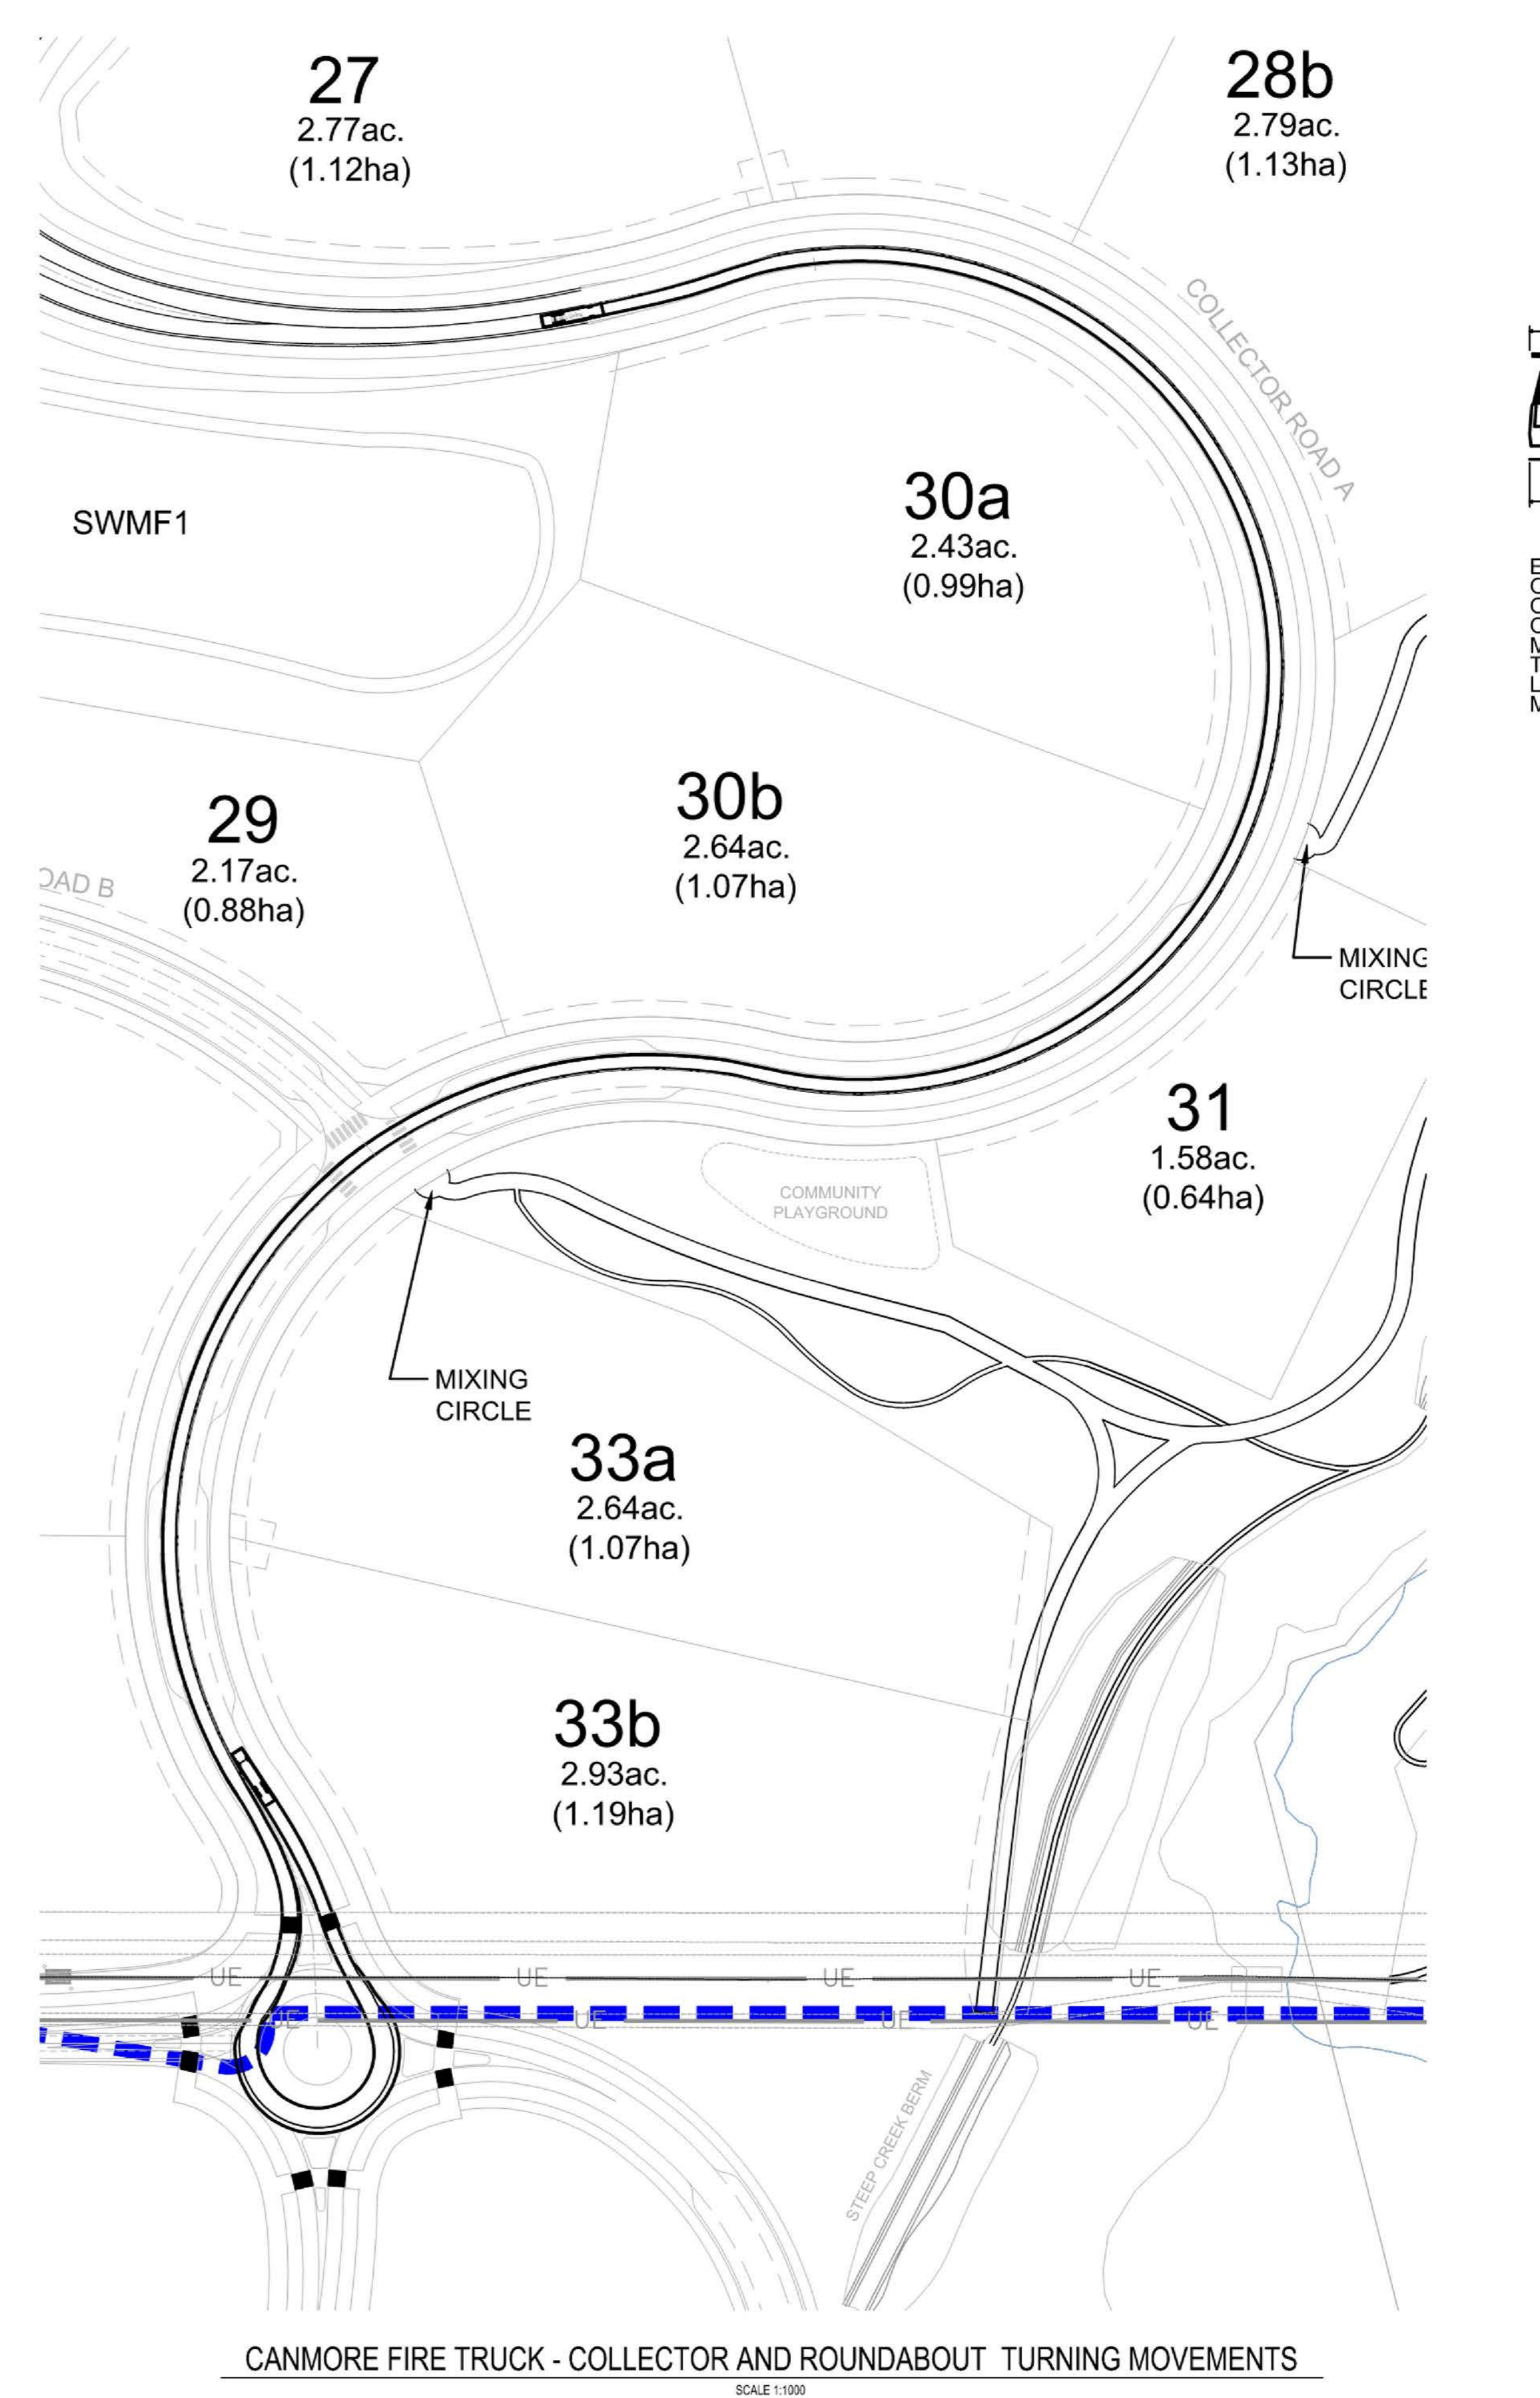 27
2.77ac.
(1.12ha)
28b
2.79ac.
(1.13ha)
COLLECTOR ROAD A
30a
2.43ac.
(0.99ha)
SWMF1
E
C
C
C
M
T
L
M
29
2.17ac.
(0.88ha)
OAD B
30b
2.64ac.
(1.07ha)
MIXING
CIRCLE
31
1.58ac.
(0.64ha)
COMMUNITY
PLAYGROUND
MIXING
CIRCLE
33a
2.64ac.
(1.07ha)
33b
2.93ac.
(1.19ha)
UE UE UE UE
UE UE UE UE
STEEP CREEK BERM
CANMORE FIRE TRUCK - COLLECTOR AND ROUNDABOUT TURNING MOVEMENTS
SCALE 1:1000